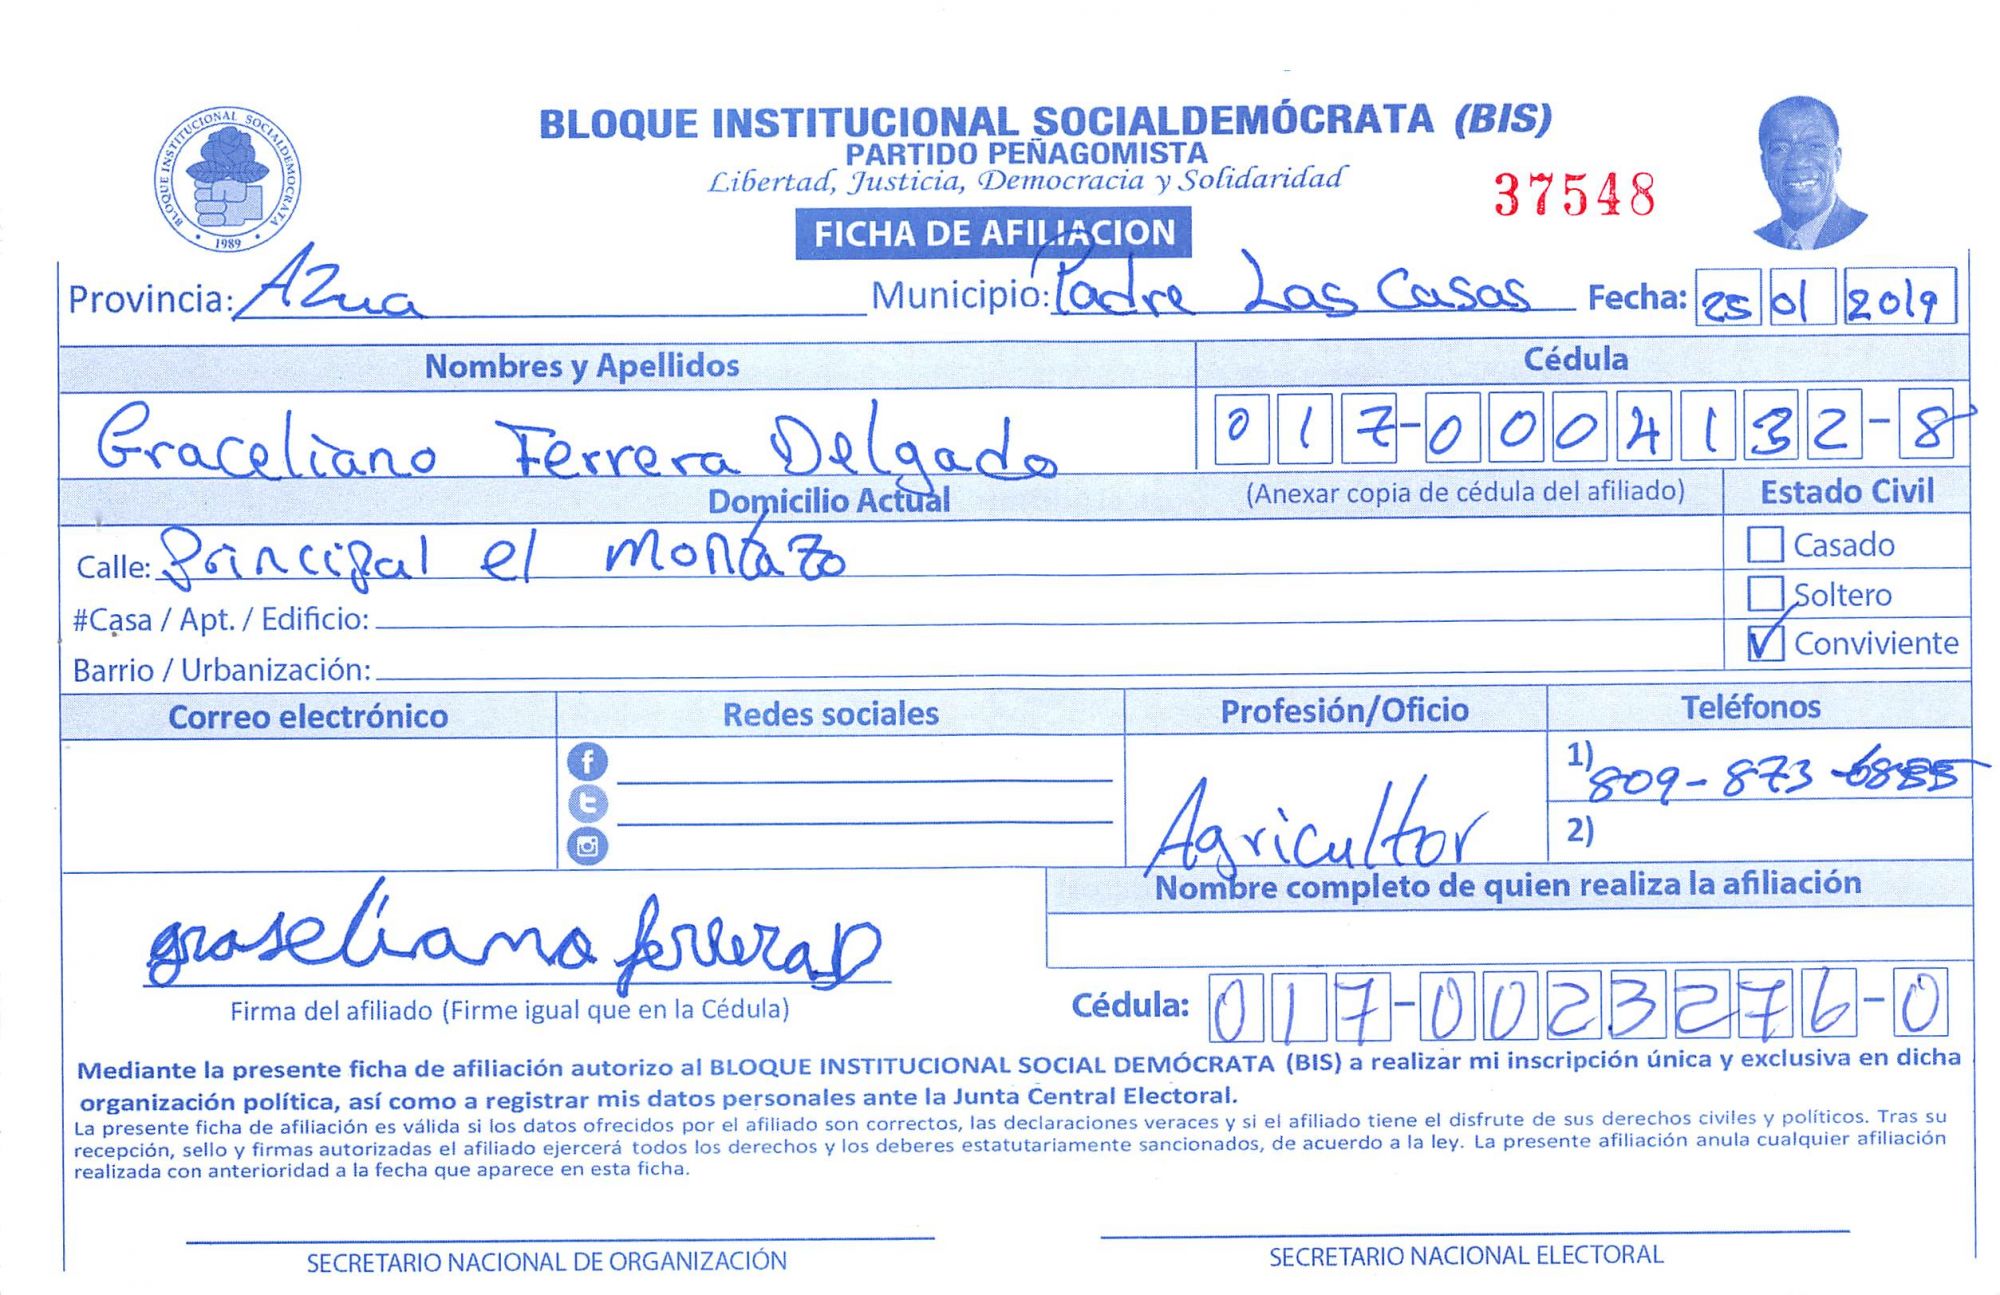 BLOQUE INSTITUCIONAL SOCIALDEMÓCRATA (BIS)
PARTIDO PEÑAGOMISTA
Libertad, Justicia, Democracia y Solidaridad
37548
BLOQUE INSTITUCIONAL SOCIALDEMOCRATA
• 1989 •
FICHA DE AFILIACION
Provincia: Azua Municipio: Padre Las Casas Fecha: 25 01 2019
Nombres y Apellidos Cédula
Graceliano Ferrera Delgado 017-0004132-8
Domicilio Actual (Anexar copia de cédula del afiliado) Estado Civil
Calle: Principal el Montazo Casado
#Casa / Apt. / Edificio: Soltero
Barrio / Urbanización: Conviviente
Correo electrónico Redes sociales Profesión/Oficio Teléfonos
1) 809-873-
Agricultor 2)
Nombre completo de quien realiza la afiliación
graseliano ferrera D
Firma del afiliado (Firme igual que en la Cédula) Cédula: 017-0023276-0
Mediante la presente ficha de afiliación autorizo al BLOQUE INSTITUCIONAL SOCIAL DEMÓCRATA (BIS) a realizar mi inscripción única y exclusiva en dicha
organización política, así como a registrar mis datos personales ante la Junta Central Electoral.
La presente ficha de afiliación es válida si los datos ofrecidos por el afiliado son correctos, las declaraciones veraces y si el afiliado tiene el disfrute de sus derechos civiles y políticos. Tras su
recepción, sello y firmas autorizadas el afiliado ejercerá todos los derechos y los deberes estatutariamente sancionados, de acuerdo a la ley. La presente afiliación anula cualquier afiliación
realizada con anterioridad a la fecha que aparece en esta ficha.
SECRETARIO NACIONAL DE ORGANIZACIÓN SECRETARIO NACIONAL ELECTORAL